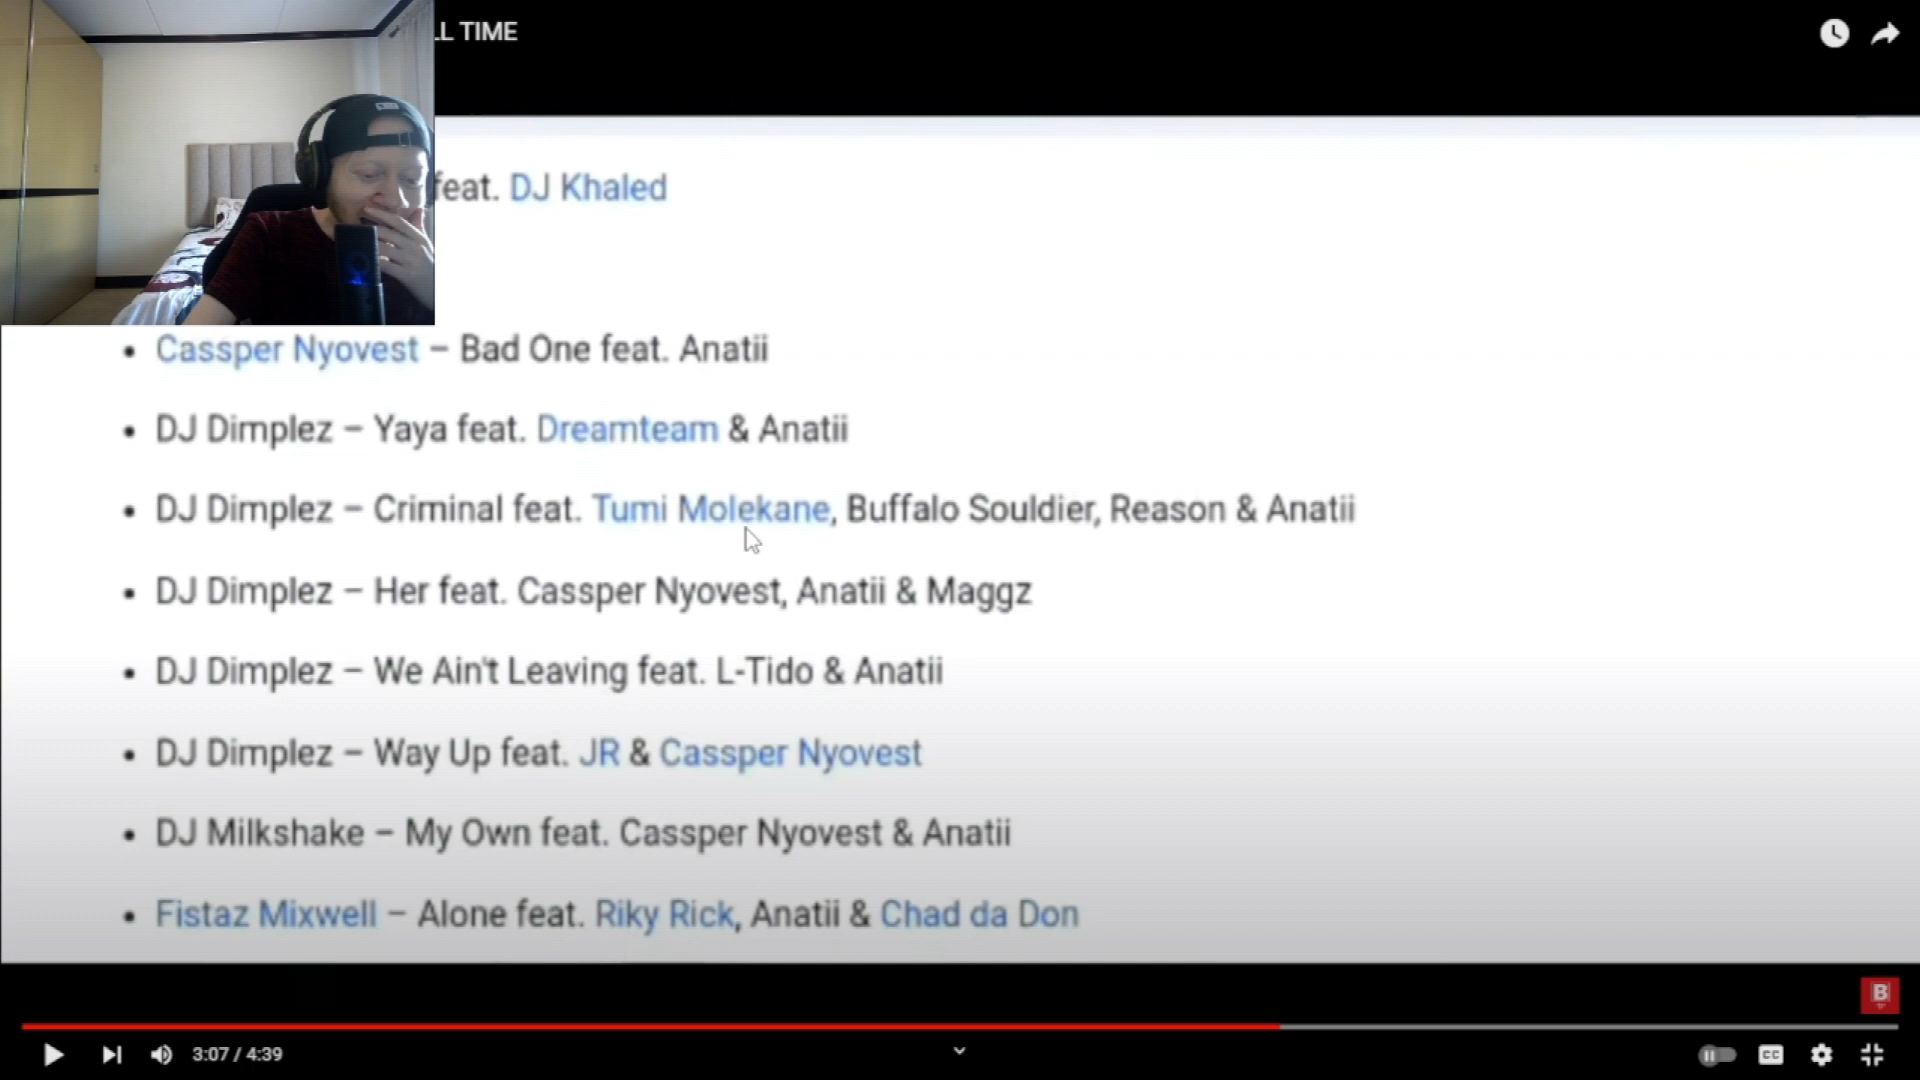 LL TIME
feat. DJ Khaled
• Cassper Nyovest – Bad One feat. Anatii
• DJ Dimplez – Yaya feat. Dreamteam & Anatii
• DJ Dimplez – Criminal feat. Tumi Molekane, Buffalo Souldier, Reason & Anatii
• DJ Dimplez – Her feat. Cassper Nyovest, Anatii & Maggz
• DJ Dimplez – We Ain't Leaving feat. L-Tido & Anatii
• DJ Dimplez – Way Up feat. JR & Cassper Nyovest
• DJ Milkshake – My Own feat. Cassper Nyovest & Anatii
• Fistaz Mixwell – Alone feat. Riky Rick, Anatii & Chad da Don
B
3:07 / 4:39
CC